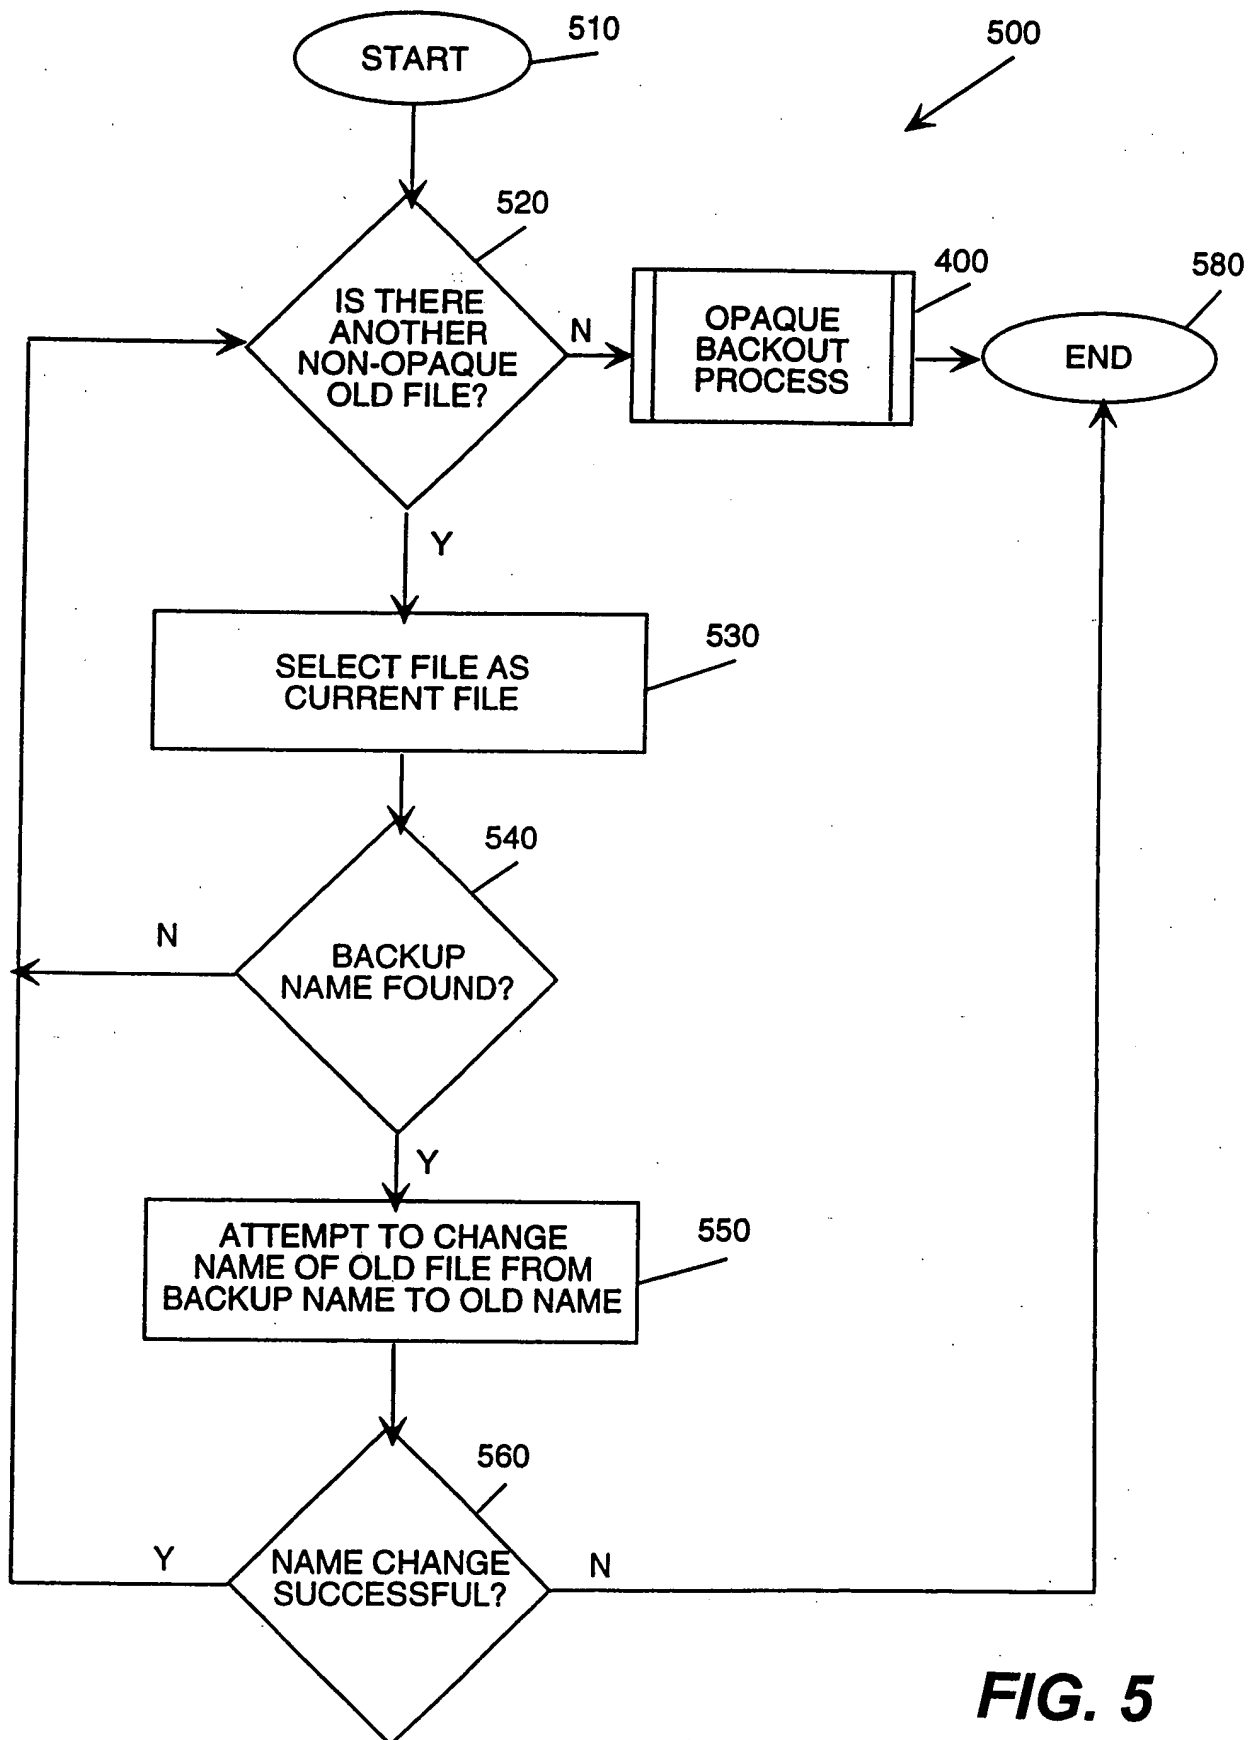 START
510
500
520
IS THERE
ANOTHER
NON-OPAQUE
OLD FILE?
N
OPAQUE
BACKOUT
PROCESS
400
END
580
Y
SELECT FILE AS
CURRENT FILE
530
540
N
BACKUP
NAME FOUND?
Y
ATTEMPT TO CHANGE
NAME OF OLD FILE FROM
BACKUP NAME TO OLD NAME
550
560
Y
NAME CHANGE
SUCCESSFUL?
N
FIG. 5